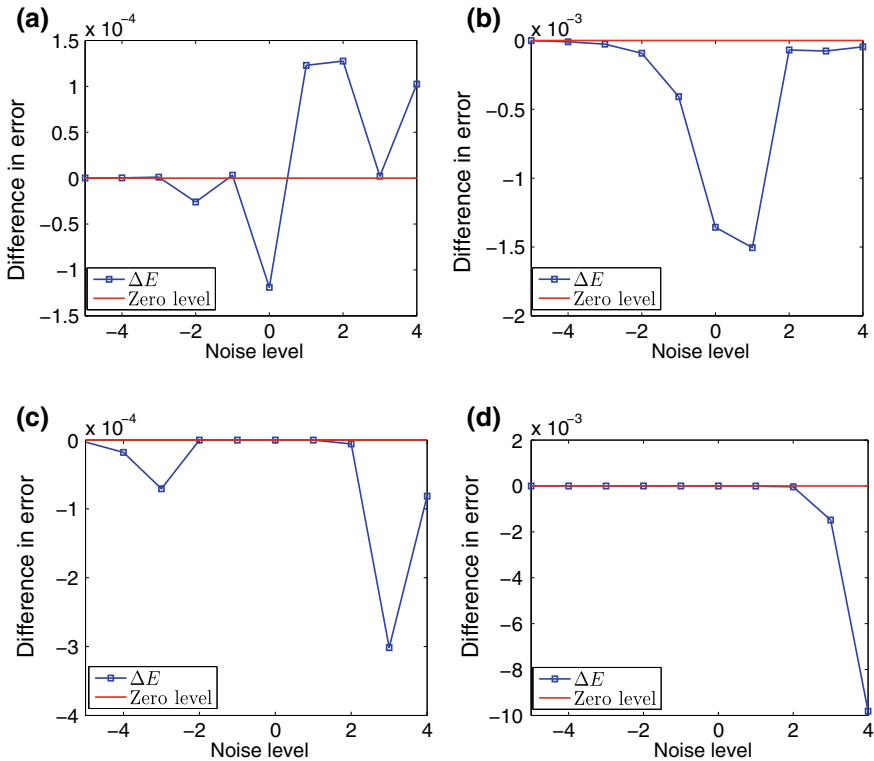 (a)
x 10−4
1.5
1
0.5
0
−0.5
−1
−1.5
−4 −2 0 2 4
Difference in error
Noise level
ΔE
Zero level
(b)
x 10−3
0
−0.5
−1
−1.5
−2
−4 −2 0 2 4
Difference in error
Noise level
ΔE
Zero level
(c)
x 10−4
0
−1
−2
−3
−4
−4 −2 0 2 4
Difference in error
Noise level
ΔE
Zero level
(d)
x 10−3
2
0
−2
−4
−6
−8
−10
−4 −2 0 2 4
Difference in error
Noise level
ΔE
Zero level